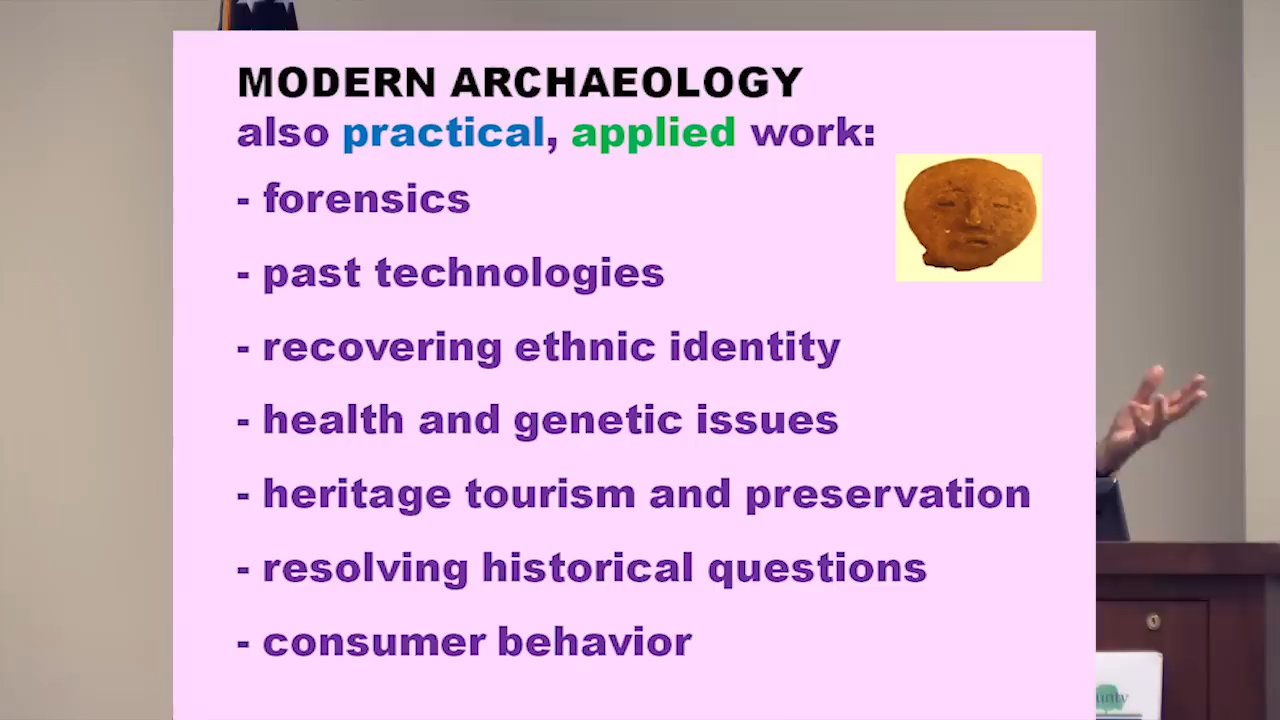 MODERN ARCHAEOLOGY
also practical, applied work:
- forensics
- past technologies
- recovering ethnic identity
- health and genetic issues
- heritage tourism and preservation
- resolving historical questions
- consumer behavior